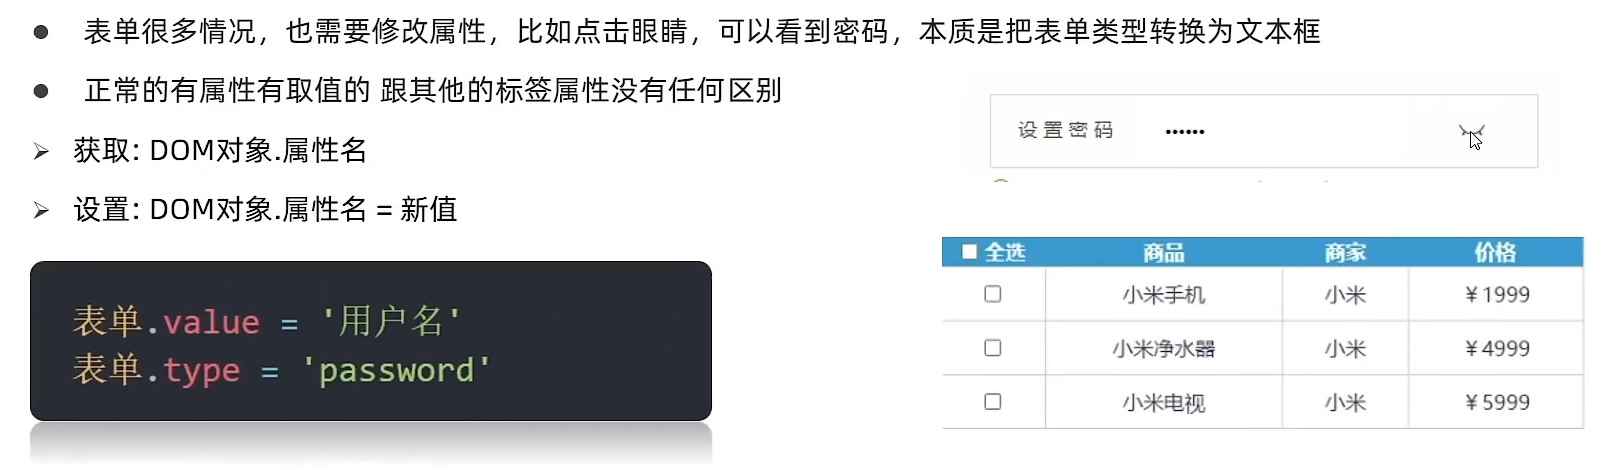 ● 表单很多情况，也需要修改属性，比如点击眼睛，可以看到密码，本质是把表单类型转换为文本框
● 正常的有属性有取值的 跟其他的标签属性没有任何区别
➢ 获取: DOM对象.属性名
➢ 设置: DOM对象.属性名 = 新值
表单.value = '用户名'
表单.type = 'password'
设置密码 ••••••
全选 商品 商家 价格
小米手机 小米 ￥1999
小米净水器 小米 ￥4999
小米电视 小米 ￥5999